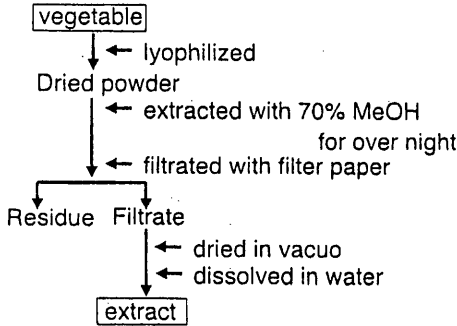 vegetable
lyophilized
Dried powder
extracted with 70% MeOH
for over night
filtrated with filter paper
Residue Filtrate
dried in vacuo
dissolved in water
extract